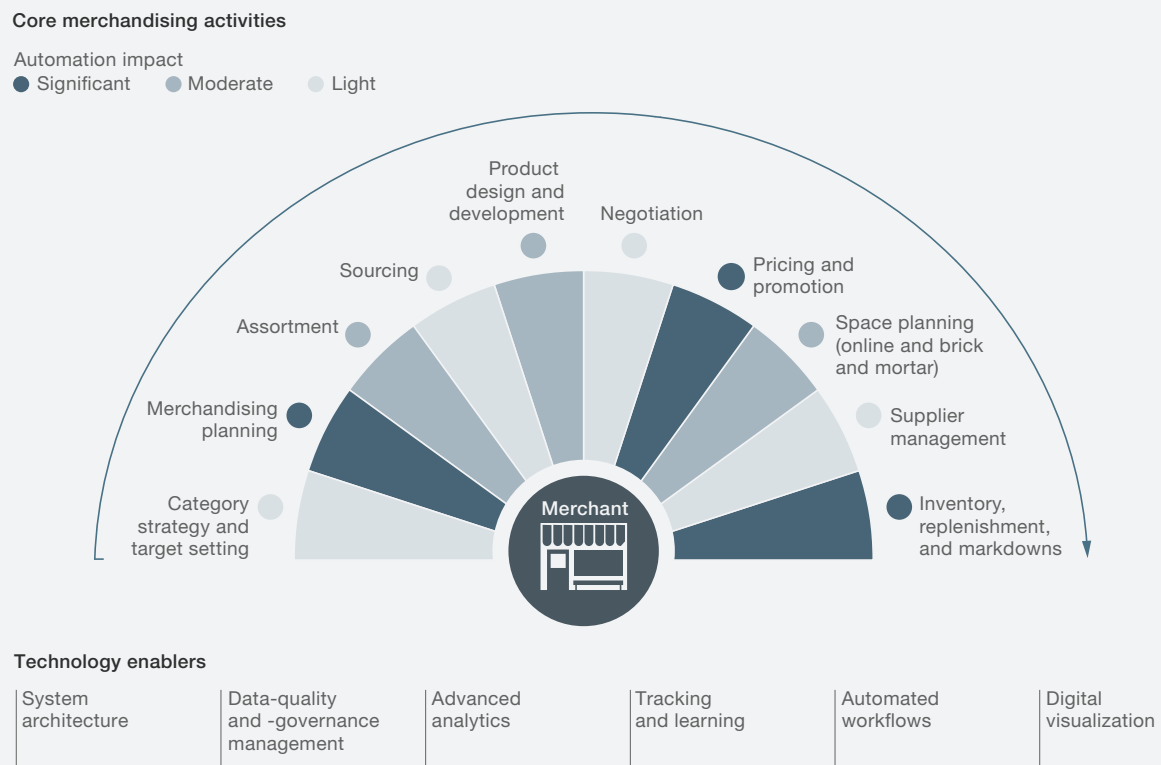 Core merchandising activities
Automation impact
Significant
Moderate
Light
Product
design and
development
Negotiation
Sourcing
Pricing and
promotion
Assortment
Space planning
(online and brick
and mortar)
Merchandising
planning
Supplier
management
Category
strategy and
target setting
Merchant
Inventory,
replenishment,
and markdowns
Technology enablers
System
architecture
Data-quality
and -governance
management
Advanced
analytics
Tracking
and learning
Automated
workflows
Digital
visualization